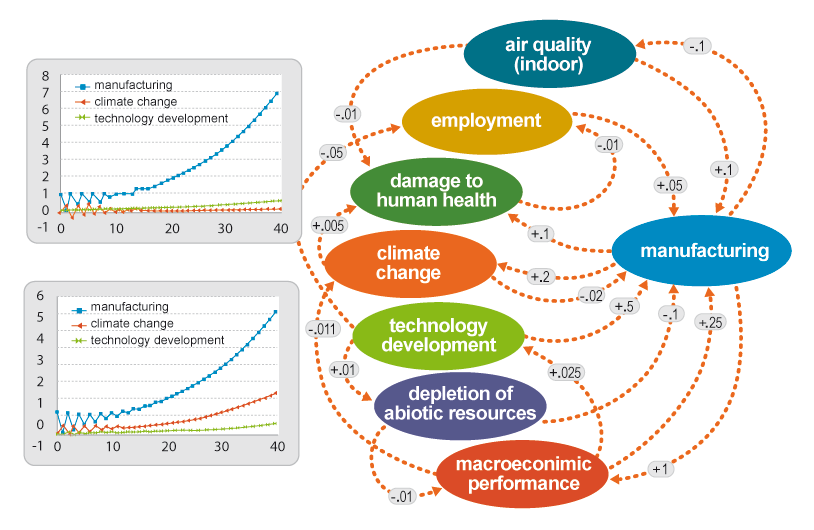 8
7
6
5
4
3
2
1
0
-1
manufacturing
climate change
technology development
0
10
20
30
40
6
5
4
3
2
1
0
-1
manufacturing
climate change
technology development
0
10
20
30
40
air quality
(indoor)
-.1
-.01
employment
-.05
-.01
damage to
human health
+.1
+.05
+.005
+.1
manufacturing
climate
change
+.2
-.02
-.011
technology
development
+.5
-.1
+.25
+.01
+.025
depletion of
abiotic resources
macroeconimic
performance
+1
-.01